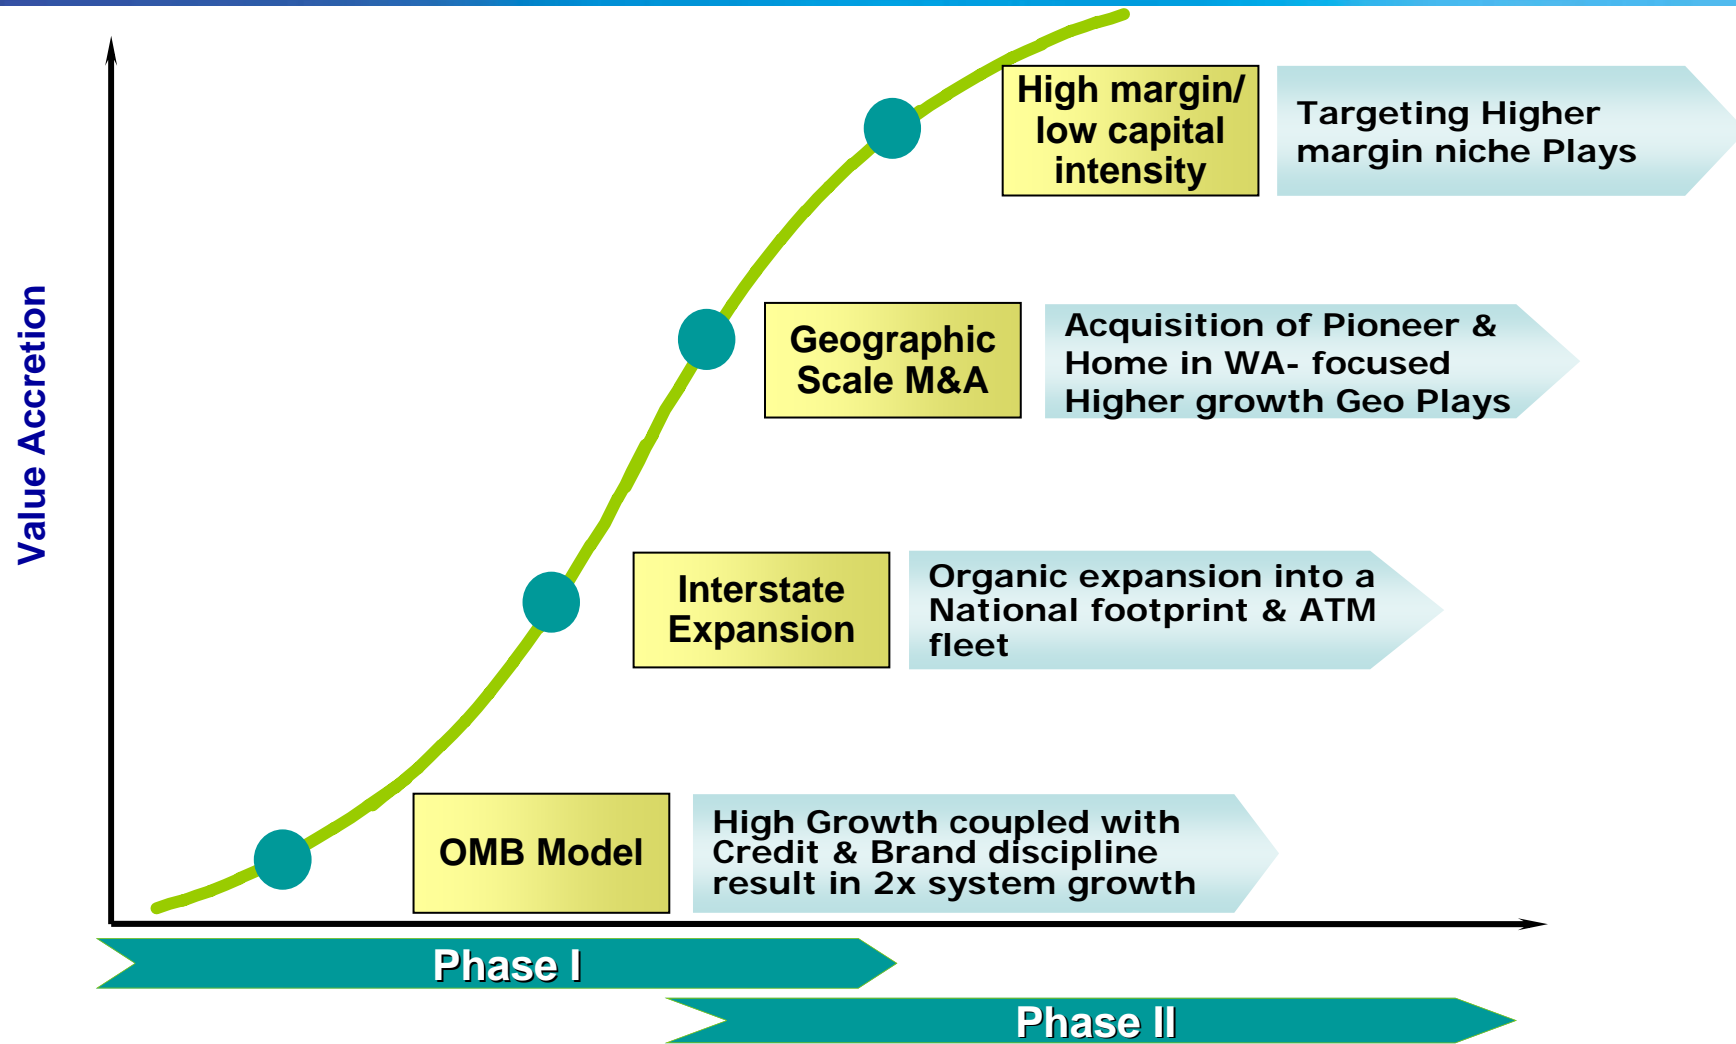 High margin/
low capital
intensity
Targeting Higher
margin niche Plays
Geographic
Scale M&A
Acquisition of Pioneer &
Home in WA- focused
Higher growth Geo Plays
Value Accretion
Interstate
Expansion
Organic expansion into a
National footprint & ATM
fleet
OMB Model
High Growth coupled with
Credit & Brand discipline
result in 2x system growth
Phase I
Phase II